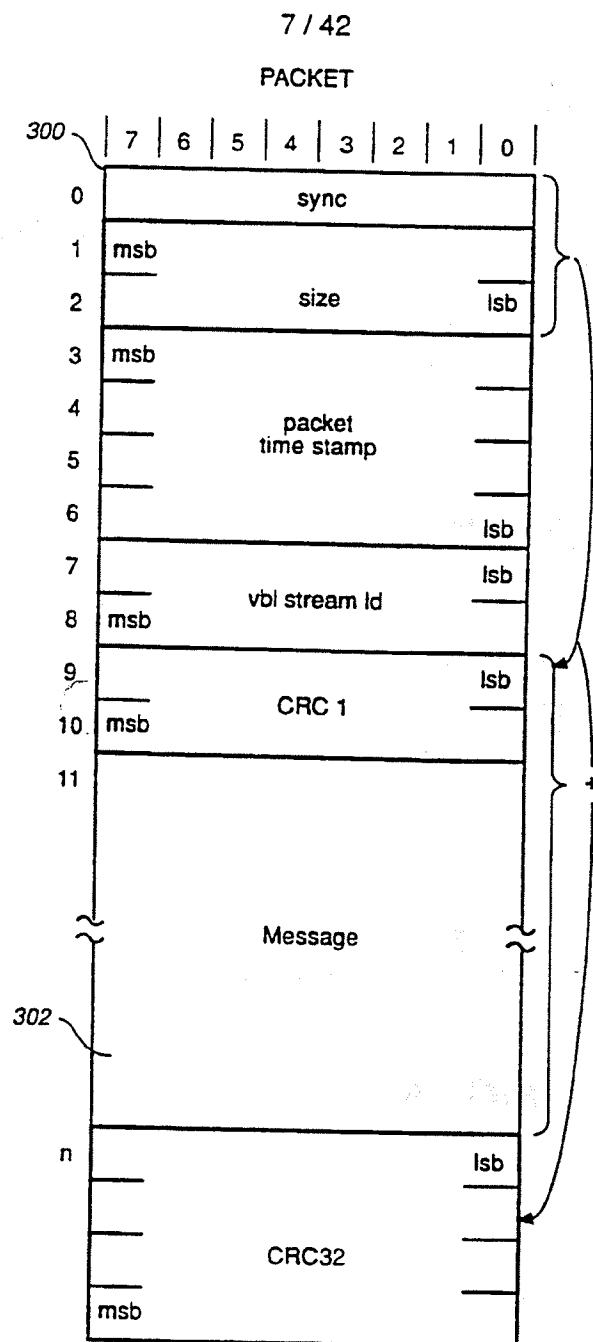 7 / 42
PACKET
7 6 5 4 3 2 1 0
300
0 sync
1 msb
2 size lsb
3 msb
4
packet
time stamp
5
6 lsb
7 lsb
vbl stream Id
8 msb
9 lsb
CRC 1
10 msb
11
Message
302
n lsb
CRC32
msb